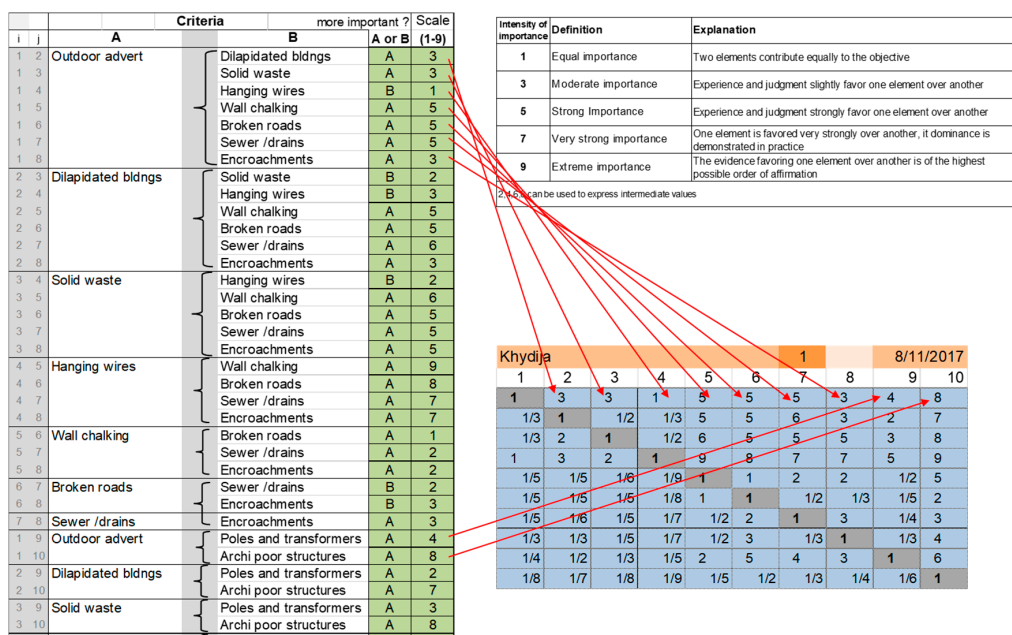 Criteria more important ? Scale
i j A B A or B (1-9)
1 2 Outdoor advert Dilapidated bldngs A 3
1 3 Solid waste A 3
1 4 Hanging wires B 1
1 5 Wall chalking A 5
1 6 Broken roads A 5
1 7 Sewer /drains A 5
1 8 Encroachments A 3
2 3 Dilapidated bldngs Solid waste B 2
2 4 Hanging wires B 3
2 5 Wall chalking A 5
2 6 Broken roads A 5
2 7 Sewer /drains A 6
2 8 Encroachments A 3
3 4 Solid waste Hanging wires B 2
3 5 Wall chalking A 6
3 6 Broken roads A 5
3 7 Sewer /drains A 5
3 8 Encroachments A 5
4 5 Hanging wires Wall chalking A 9
4 6 Broken roads A 8
4 7 Sewer /drains A 7
4 8 Encroachments A 7
5 6 Wall chalking Broken roads A 1
5 7 Sewer /drains A 2
5 8 Encroachments A 2
6 7 Broken roads Sewer /drains B 2
6 8 Encroachments B 3
7 8 Sewer /drains Encroachments A 3
1 9 Outdoor advert Poles and transformers A 4
1 10 Archi poor structures A 8
2 9 Dilapidated bldngs Poles and transformers A 2
2 10 Archi poor structures A 7
3 9 Solid waste Poles and transformers A 3
3 10 Archi poor structures A 8
Intensity of importance Definition Explanation
1 Equal importance Two elements contribute equally to the objective
3 Moderate importance Experience and judgment slightly favor one element over another
5 Strong Importance Experience and judgment strongly favor one element over another
7 Very strong importance One element is favored very strongly over another, it dominance is
demonstrated in practice
9 Extreme importance The evidence favoring one element over another is of the highest
possible order of affirmation
can be used to express intermediate values
Khydija 1 8/11/2017
1 2 3 4 5 6 7 8 9 10
1 3 3 1 5 5 5 3 4 8
1/3 1 1/2 1/3 5 5 6 3 2 7
1/3 2 1 1/2 6 5 5 5 3 8
1 3 2 1 9 8 7 7 5 9
1/5 1/5 1/6 1/9 1 1 2 2 1/2 5
1/5 1/5 1/5 1/8 1 1 1/2 1/3 1/5 2
1/5 1/6 1/5 1/7 1/2 2 1 3 1/4 3
1/3 1/3 1/5 1/7 1/2 3 1/3 1 1/3 4
1/4 1/2 1/3 1/5 2 5 4 3 1 6
1/8 1/7 1/8 1/9 1/5 1/2 1/3 1/4 1/6 1